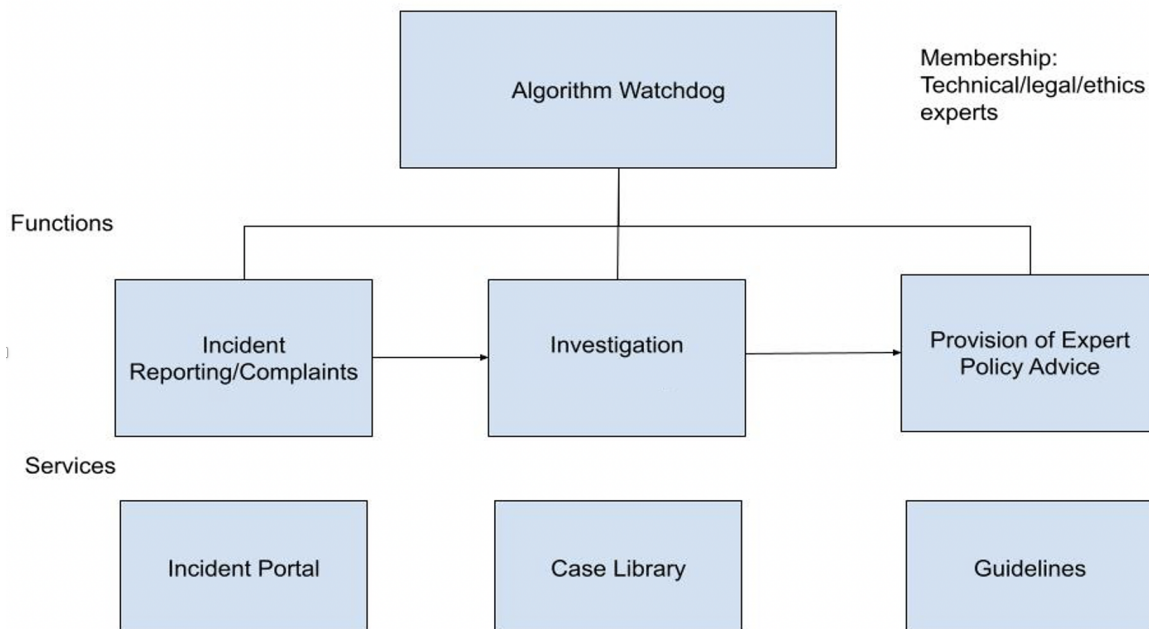 Algorithm Watchdog
Membership:
Technical/legal/ethics
experts
Functions
Incident
Reporting/Complaints
Investigation
Provision of Expert
Policy Advice
Services
Incident Portal
Case Library
Guidelines